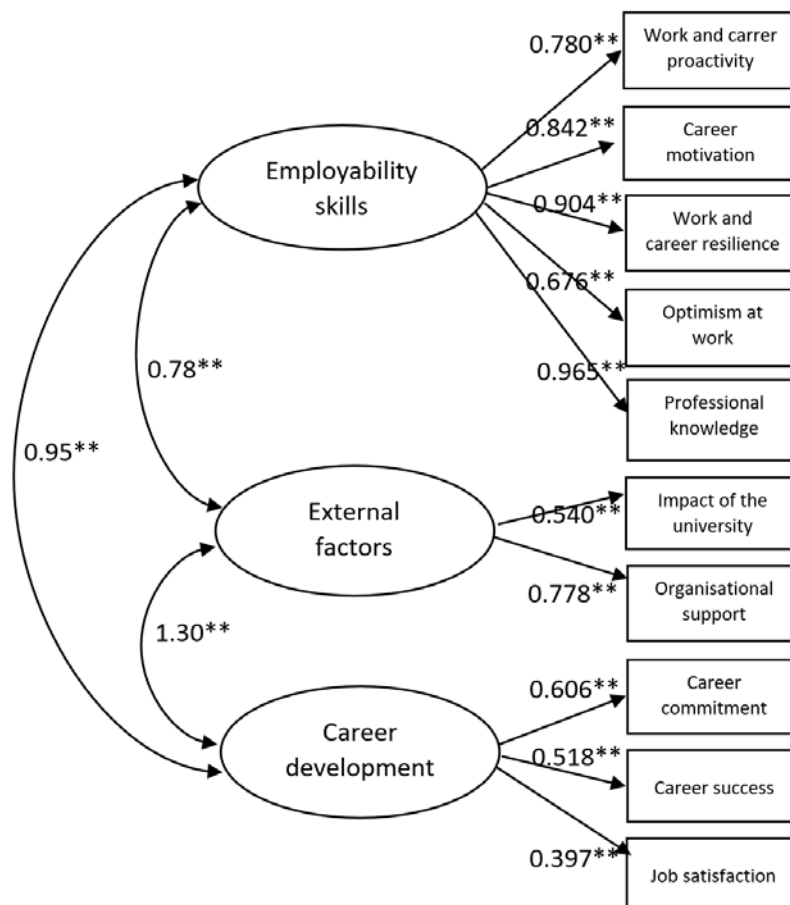 0.780**
Work and carrer
proactivity
0.842**
Career
motivation
Employability
skills
0.904**
Work and
career resilience
0.676**
Optimism at
work
0.965**
Professional
knowledge
0.78**
0.95**
External
factors
0.540**
Impact of the
university
0.778**
Organisational
support
1.30**
0.606**
Career
commitment
Career
development
0.518**
Career success
0.397**
Job satisfaction